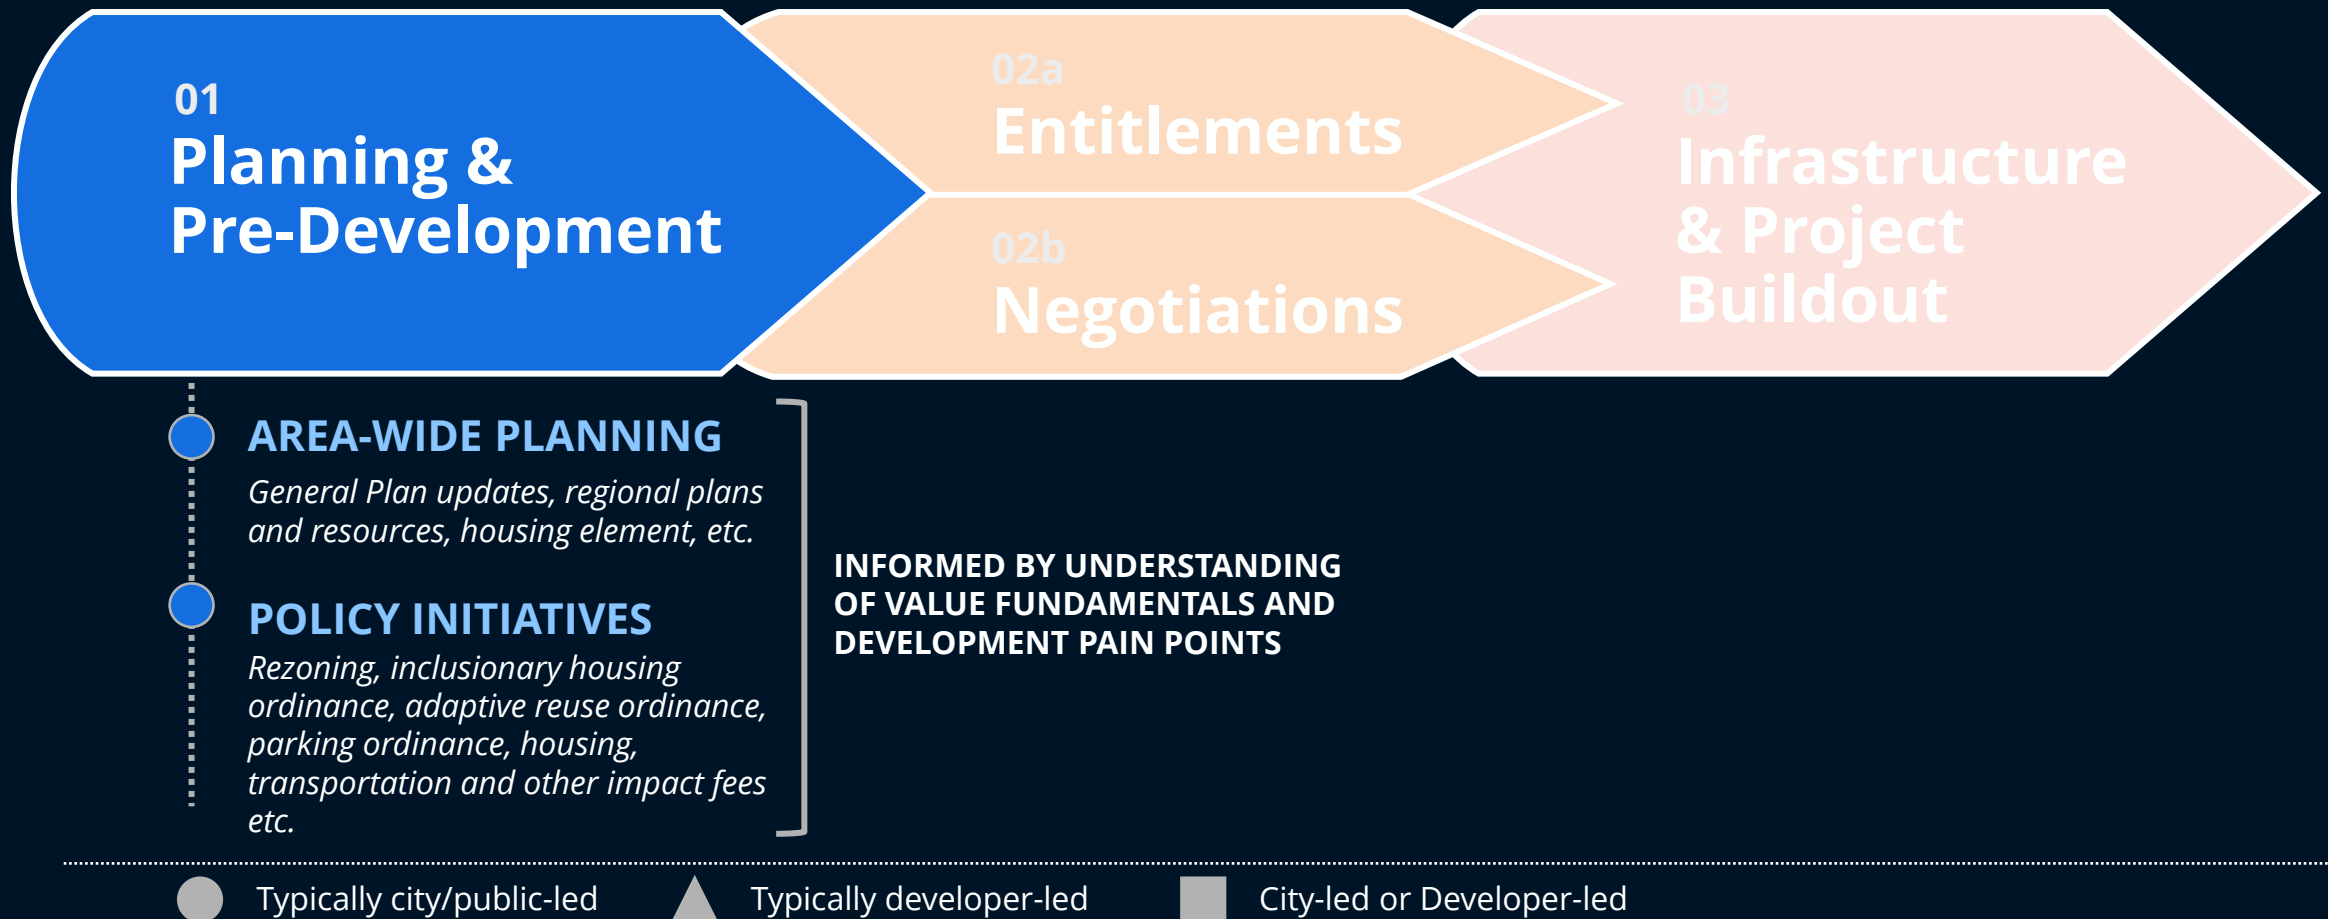 01
Planning &
Pre-Development
02a
Entitlements
02b
Negotiations
03
Infrastructure
& Project
Buildout
AREA-WIDE PLANNING
General Plan updates, regional plans
and resources, housing element, etc.
POLICY INITIATIVES
Rezoning, inclusionary housing
ordinance, adaptive reuse ordinance,
parking ordinance, housing,
transportation and other impact fees
etc.
INFORMED BY UNDERSTANDING
OF VALUE FUNDAMENTALS AND
DEVELOPMENT PAIN POINTS
Typically city/public-led
Typically developer-led
City-led or Developer-led